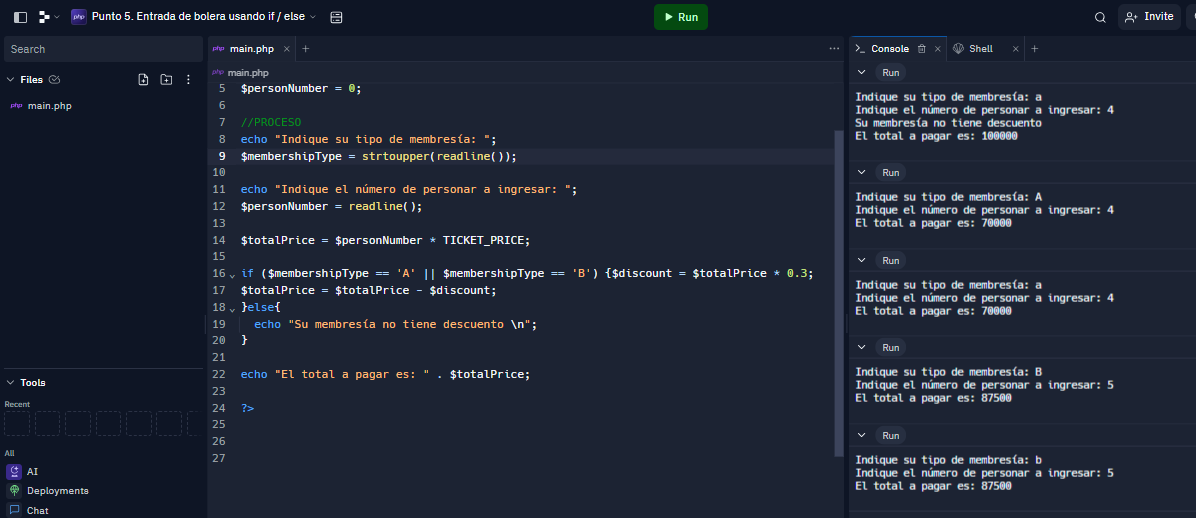 php Punto 5. Entrada de bolera usando if / else
Run
Invite
Search
Files
php main.php
Tools
Recent
All
AI
Deployments
Chat
php main.php
php main.php
5 $personNumber = 0;
6
7 //PROCESO
8 echo "Indique su tipo de membresía: ";
9 $membershipType = strtoupper(readline());
10
11 echo "Indique el número de personar a ingresar: ";
12 $personNumber = readline();
13
14 $totalPrice = $personNumber * TICKET_PRICE;
15
16 if ($membershipType == 'A' || $membershipType == 'B') {$discount = $totalPrice * 0.3;
17 $totalPrice = $totalPrice - $discount;
18 }else{
19 echo "Su membresía no tiene descuento \n";
20 }
21
22 echo "El total a pagar es: " . $totalPrice;
23
24 ?>
25
26
27
Console
Shell
Run
Indique su tipo de membresía: a
Indique el número de personar a ingresar: 4
Su membresía no tiene descuento
El total a pagar es: 100000
Run
Indique su tipo de membresía: A
Indique el número de personar a ingresar: 4
El total a pagar es: 70000
Run
Indique su tipo de membresía: a
Indique el número de personar a ingresar: 4
El total a pagar es: 70000
Run
Indique su tipo de membresía: B
Indique el número de personar a ingresar: 5
El total a pagar es: 87500
Run
Indique su tipo de membresía: b
Indique el número de personar a ingresar: 5
El total a pagar es: 87500